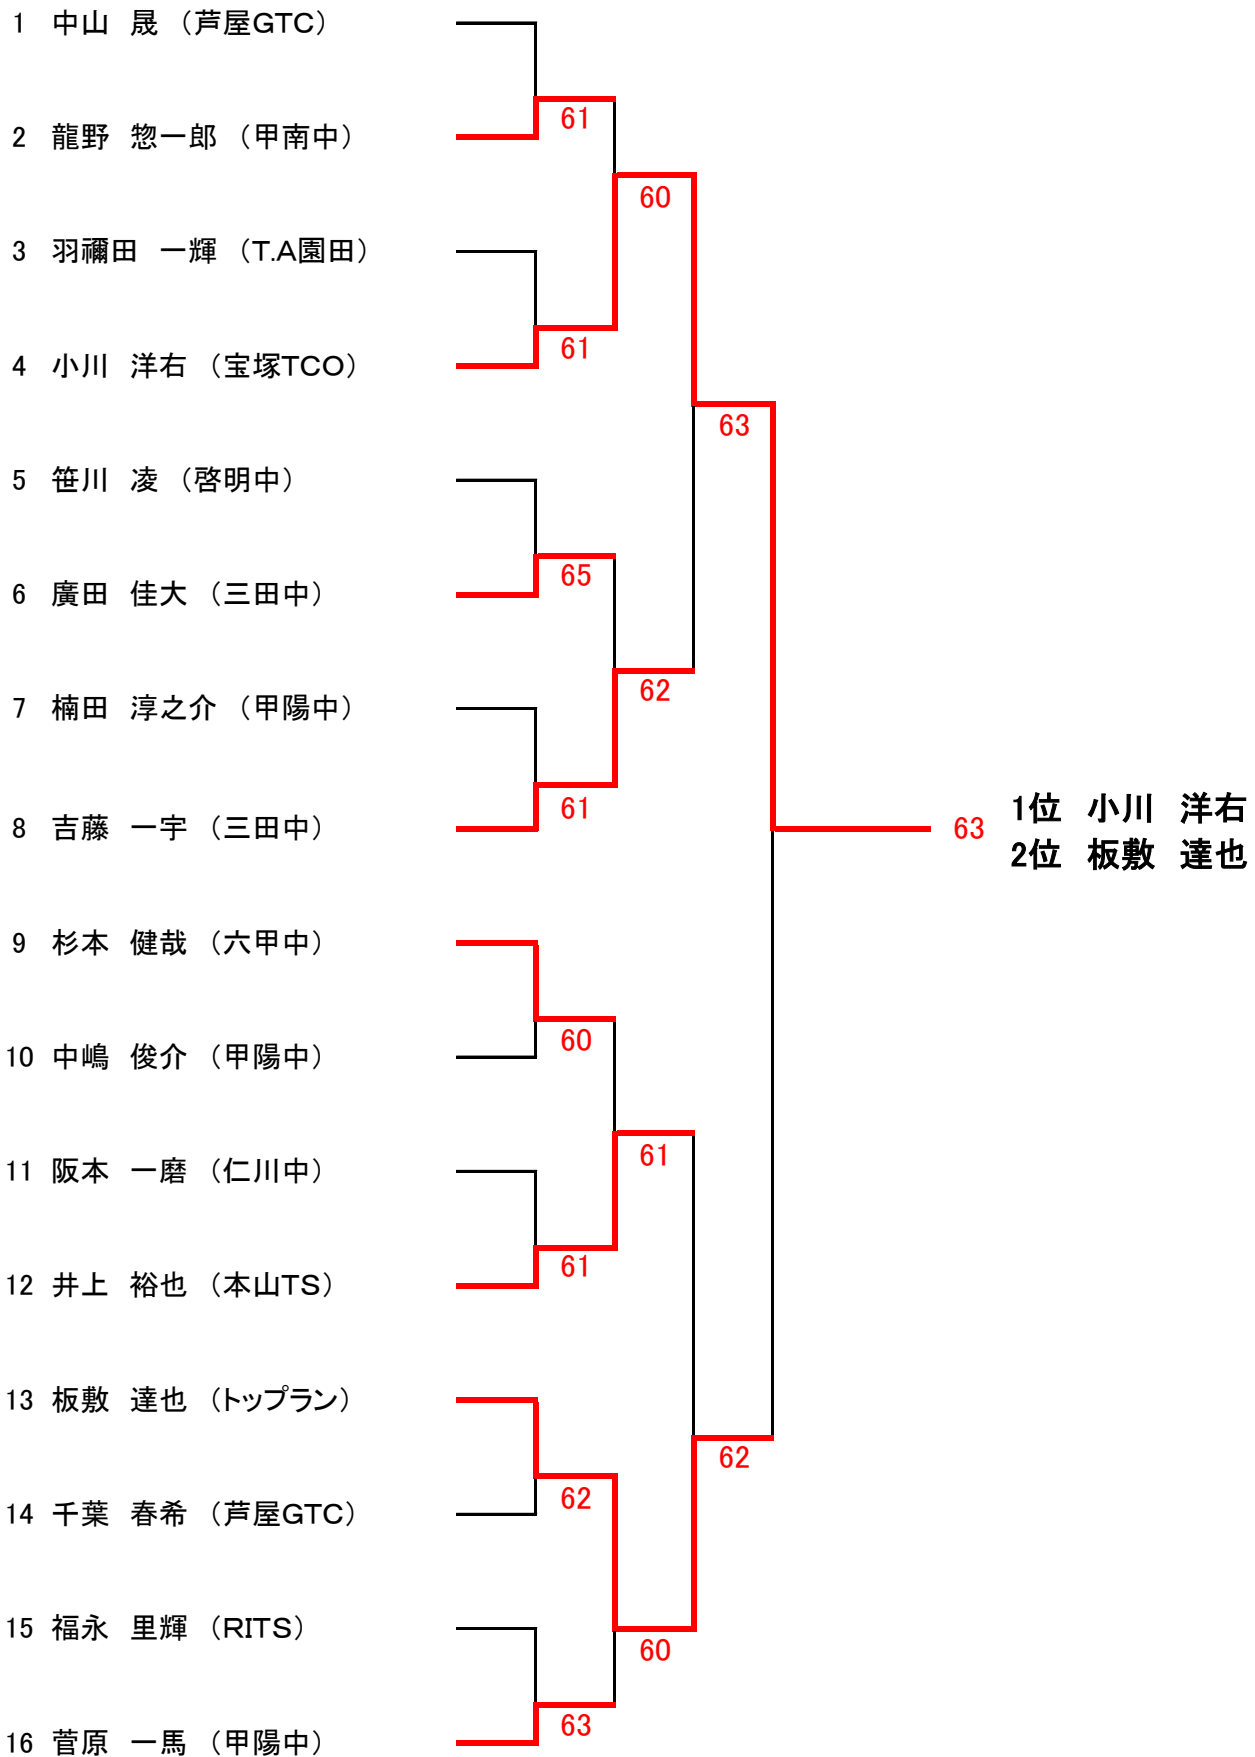 1 中山 晟 （芦屋GTC）
61
2 龍野 惣一郎 （甲南中）
60
3 羽禰田 一輝 （T.A園田）
61
4 小川 洋右 （宝塚TCO）
63
5 笹川 凌 （啓明中）
65
6 廣田 佳大 （三田中）
62
7 楠田 淳之介 （甲陽中）
61
8 吉藤 一宇 （三田中）
63
1位 小川 洋右
2位 板敷 達也
9 杉本 健哉 （六甲中）
60
10 中嶋 俊介 （甲陽中）
61
11 阪本 一磨 （仁川中）
61
12 井上 裕也 （本山TS）
13 板敷 達也 （トップラン）
62
62
14 千葉 春希 （芦屋GTC）
15 福永 里輝 （RITS）
60
63
16 菅原 一馬 （甲陽中）